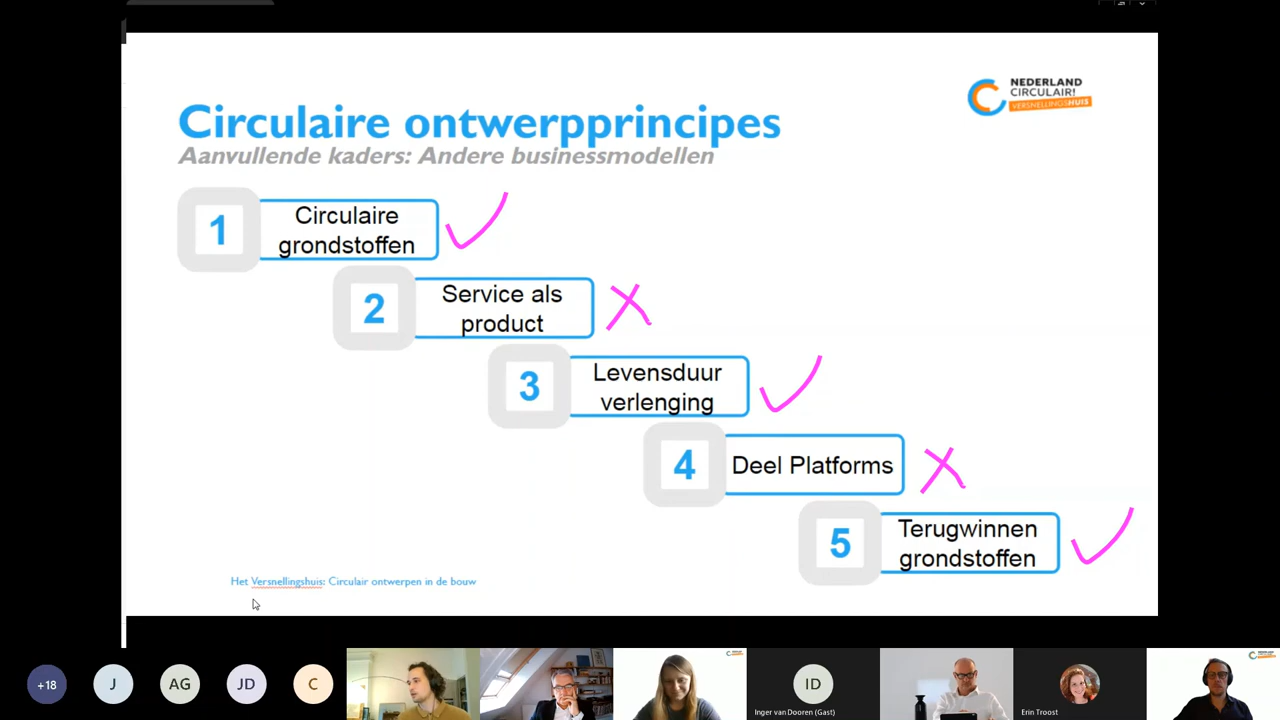 NEDERLAND
CIRCULAIR!
VERSNELLINGSHUIS
Circulaire ontwerpprincipes
Aanvullende kaders: Andere businessmodellen
1
Circulaire
grondstoffen
2
Service als
product
3
Levensduur
verlenging
4
Deel Platforms
5
Terugwinnen
grondstoffen
Het Versnellingshuis: Circulair ontwerpen in de bouw
+18
J
AG
JD
C
ID
Inger van Dooren (Gast)
Erin Troost